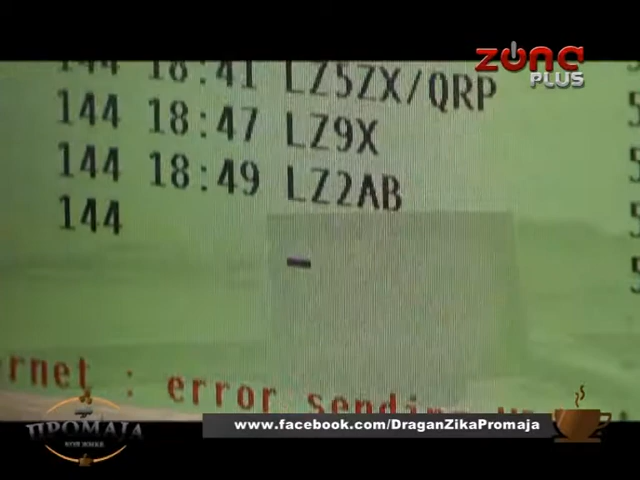 zona
PLUS
144 18:41 LZ5ZX/QRP
144 18:47 LZ9X
144 18:49 LZ2AB
144
ernet : error sending
ПРОМАЈА
www.facebook.com/DraganZikaPromaja